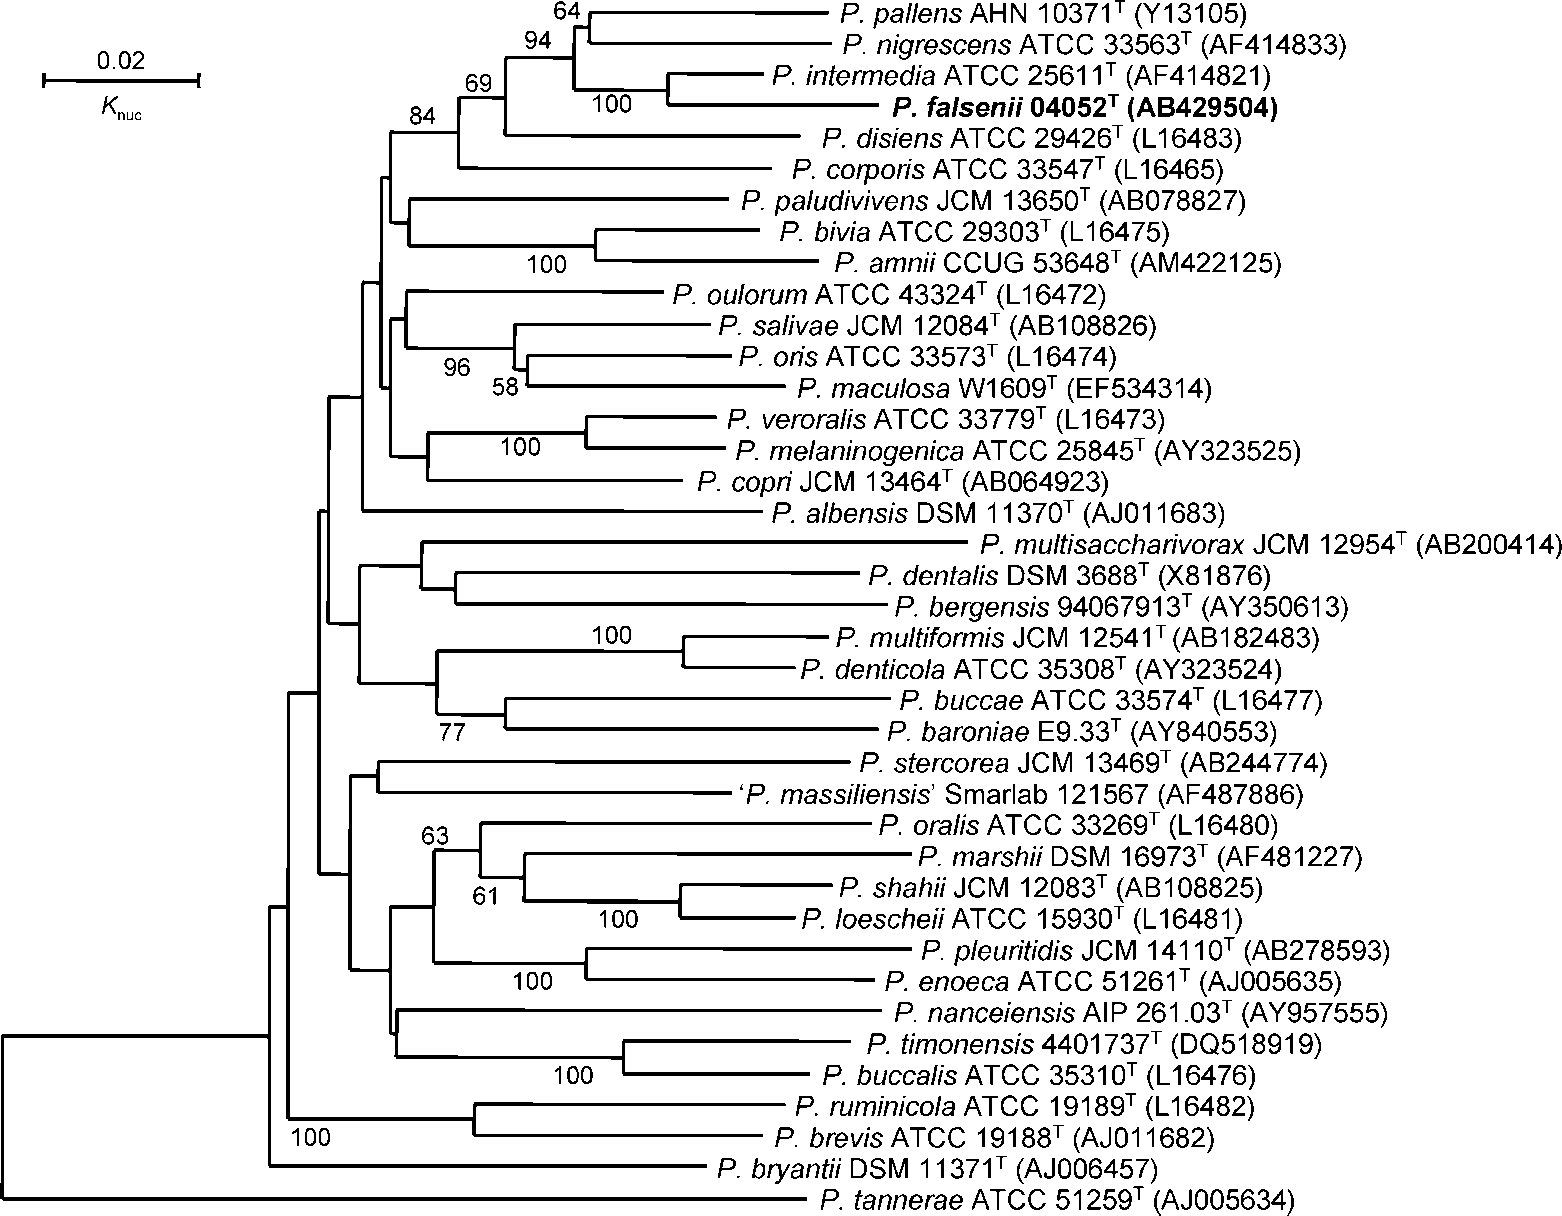 64
P. pallens AHN 10371ᵀ (Y13105)
94
P. nigrescens ATCC 33563ᵀ (AF414833)
0.02
P. intermedia ATCC 25611ᵀ (AF414821)
69
100
Knuc
P. falsenii 04052ᵀ (AB429504)
84
P. disiens ATCC 29426ᵀ (L16483)
P. corporis ATCC 33547ᵀ (L16465)
P. paludivivens JCM 13650ᵀ (AB078827)
P. bivia ATCC 29303ᵀ (L16475)
100
P. amnii CCUG 53648ᵀ (AM422125)
P. oulorum ATCC 43324ᵀ (L16472)
P. salivae JCM 12084ᵀ (AB108826)
P. oris ATCC 33573ᵀ (L16474)
96
58
P. maculosa W1609ᵀ (EF534314)
P. veroralis ATCC 33779ᵀ (L16473)
100
P. melaninogenica ATCC 25845ᵀ (AY323525)
P. copri JCM 13464ᵀ (AB064923)
P. albensis DSM 11370ᵀ (AJ011683)
P. multisaccharivorax JCM 12954ᵀ (AB200414)
P. dentalis DSM 3688ᵀ (X81876)
P. bergensis 94067913ᵀ (AY350613)
100
P. multiformis JCM 12541ᵀ (AB182483)
P. denticola ATCC 35308ᵀ (AY323524)
P. buccae ATCC 33574ᵀ (L16477)
77
P. baroniae E9.33ᵀ (AY840553)
P. stercorea JCM 13469ᵀ (AB244774)
‘P. massiliensis’ Smarlab 121567 (AF487886)
63
P. oralis ATCC 33269ᵀ (L16480)
P. marshii DSM 16973ᵀ (AF481227)
61
P. shahii JCM 12083ᵀ (AB108825)
100
P. loescheii ATCC 15930ᵀ (L16481)
P. pleuritidis JCM 14110ᵀ (AB278593)
100
P. enoeca ATCC 51261ᵀ (AJ005635)
P. nanceiensis AIP 261.03ᵀ (AY957555)
P. timonensis 4401737ᵀ (DQ518919)
100
P. buccalis ATCC 35310ᵀ (L16476)
P. ruminicola ATCC 19189ᵀ (L16482)
100
P. brevis ATCC 19188ᵀ (AJ011682)
P. bryantii DSM 11371ᵀ (AJ006457)
P. tannerae ATCC 51259ᵀ (AJ005634)